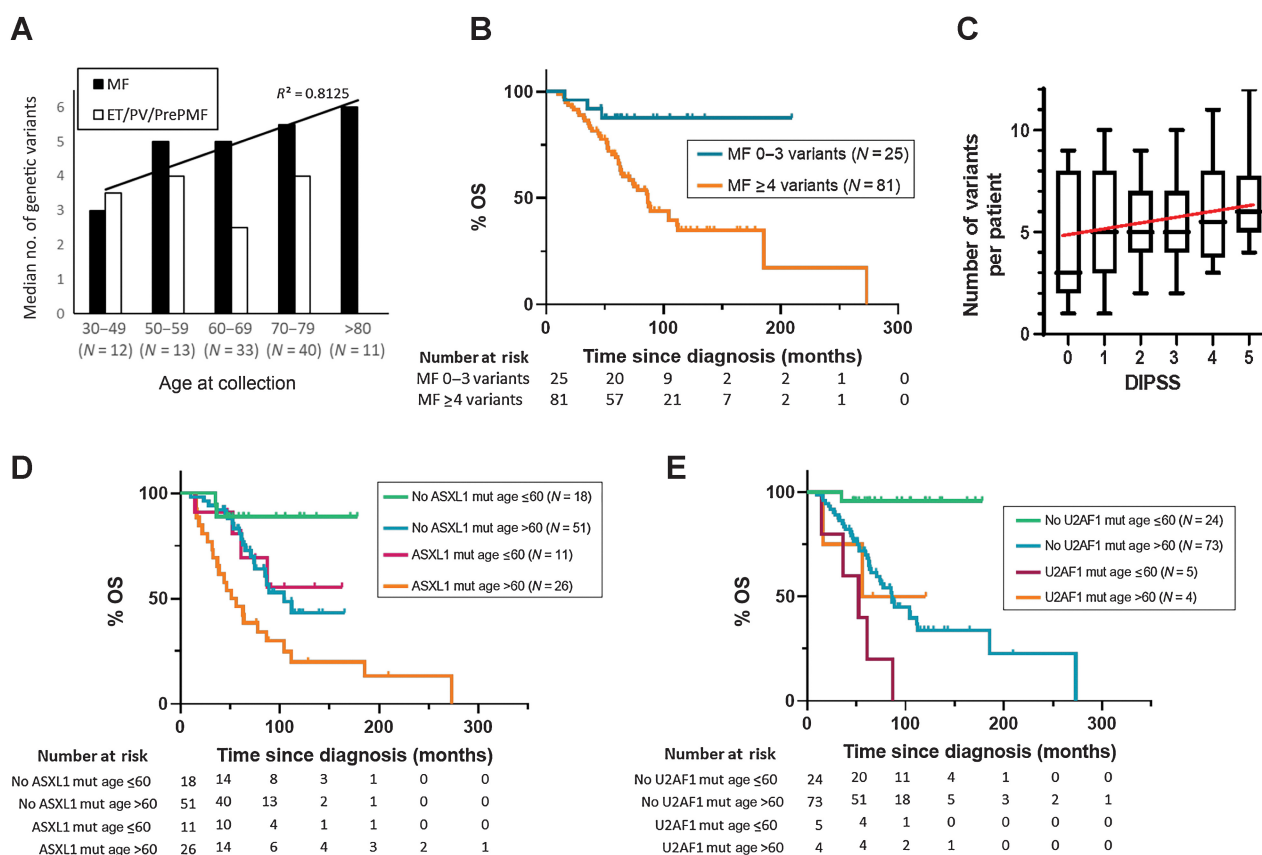 A
MF
ET/PV/PrePMF
R² = 0.8125
Median no. of genetic variants
6
5
4
3
2
1
0
30–49 50–59 60–69 70–79 >80
(N = 12) (N = 13) (N = 33) (N = 40) (N = 11)
Age at collection
B
% OS
100
50
0
MF 0–3 variants (N = 25)
MF ≥4 variants (N = 81)
0 100 200 300
Number at risk Time since diagnosis (months)
MF 0–3 variants 25 20 9 2 2 1 0
MF ≥4 variants 81 57 21 7 2 1 0
C
Number of variants
per patient
10
5
0
0 1 2 3 4 5
DIPSS
D
% OS
100
50
0
No ASXL1 mut age ≤60 (N = 18)
No ASXL1 mut age >60 (N = 51)
ASXL1 mut age ≤60 (N = 11)
ASXL1 mut age >60 (N = 26)
0 100 200 300
Number at risk Time since diagnosis (months)
No ASXL1 mut age ≤60 18 14 8 3 1 0 0
No ASXL1 mut age >60 51 40 13 2 1 0 0
ASXL1 mut age ≤60 11 10 4 1 1 0 0
ASXL1 mut age >60 26 14 6 4 3 2 1
E
% OS
100
50
0
No U2AF1 mut age ≤60 (N = 24)
No U2AF1 mut age >60 (N = 73)
U2AF1 mut age ≤60 (N = 5)
U2AF1 mut age >60 (N = 4)
0 100 200 300
Number at risk Time since diagnosis (months)
No U2AF1 mut age ≤60 24 20 11 4 1 0 0
No U2AF1 mut age >60 73 51 18 5 3 2 1
U2AF1 mut age ≤60 5 4 1 0 0 0 0
U2AF1 mut age >60 4 4 2 1 0 0 0